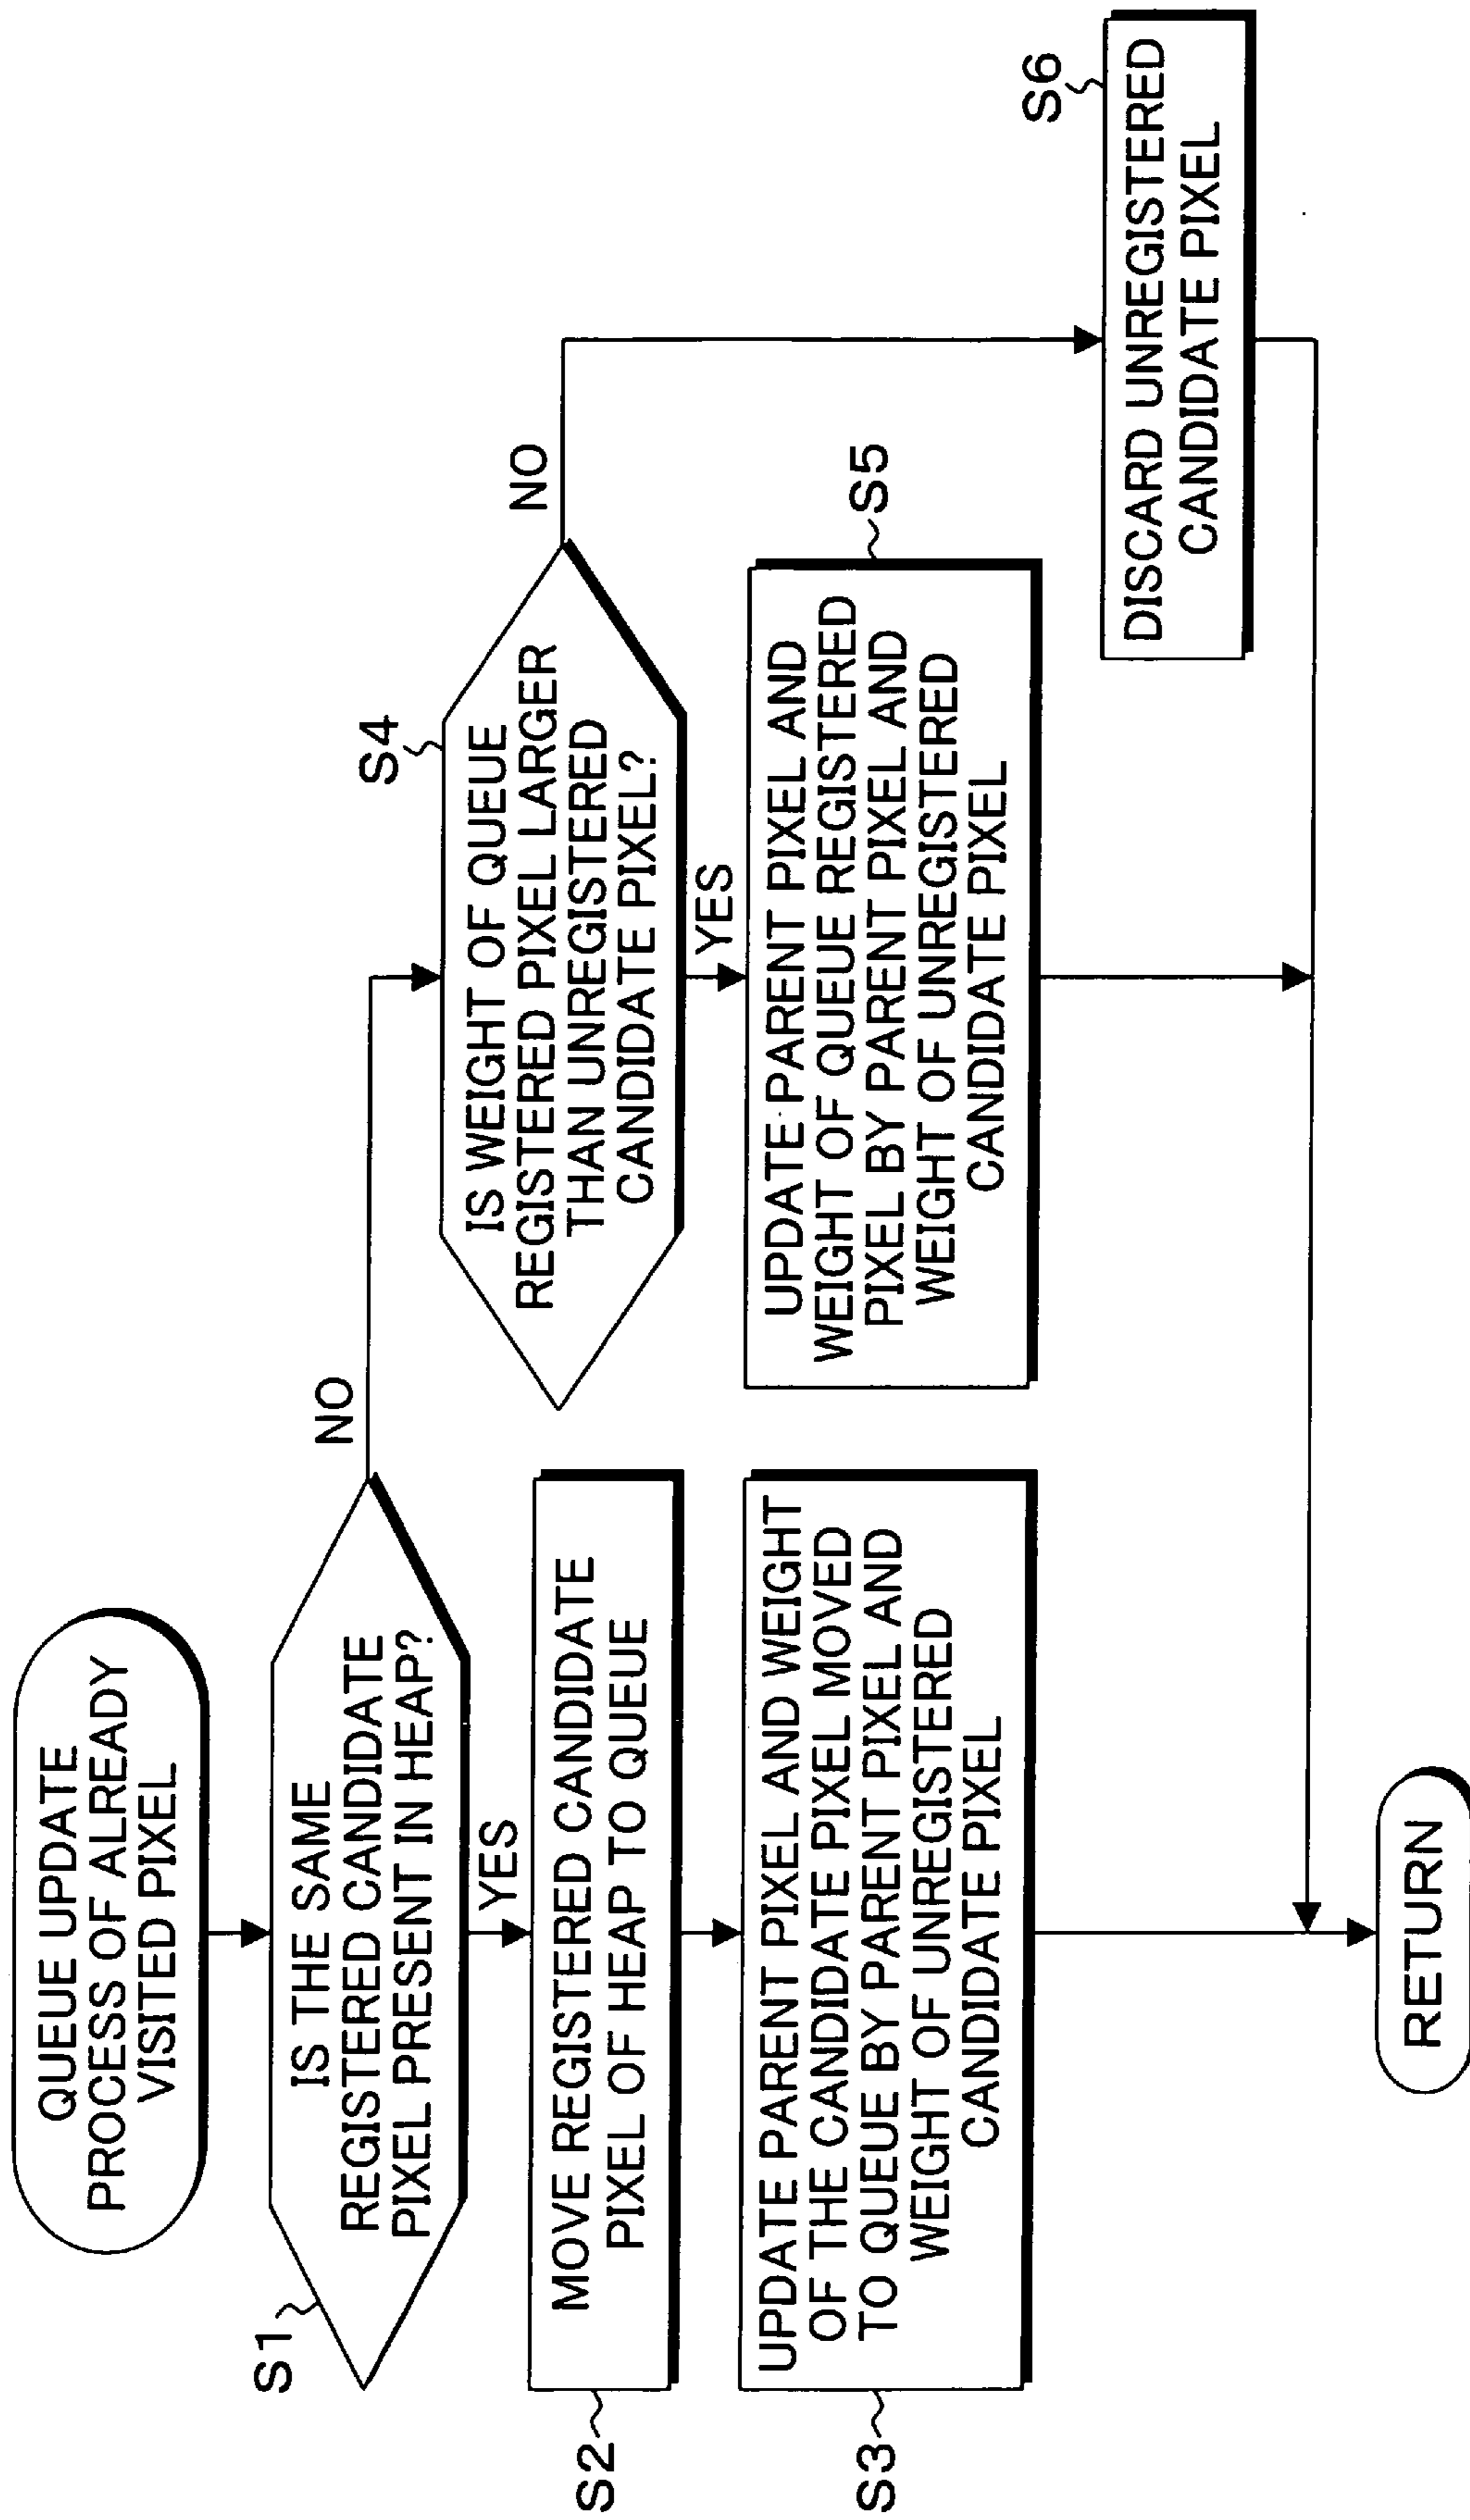 QUEUE UPDATE
PROCESS OF ALREADY
VISITED PIXEL
S1
IS THE SAME
REGISTERED CANDIDATE
PIXEL PRESENT IN HEAP?
NO
YES
S2
MOVE REGISTERED CANDIDATE
PIXEL OF HEAP TO QUEUE
S3
UPDATE PARENT PIXEL AND WEIGHT
OF THE CANDIDATE PIXEL MOVED
TO QUEUE BY PARENT PIXEL AND
WEIGHT OF UNREGISTERED
CANDIDATE PIXEL
S4
IS WEIGHT OF QUEUE
REGISTERED PIXEL LARGER
THAN UNREGISTERED
CANDIDATE PIXEL?
NO
YES
S5
UPDATE PARENT PIXEL AND
WEIGHT OF QUEUE REGISTERED
PIXEL BY PARENT PIXEL AND
WEIGHT OF UNREGISTERED
CANDIDATE PIXEL
S6
DISCARD UNREGISTERED
CANDIDATE PIXEL
RETURN